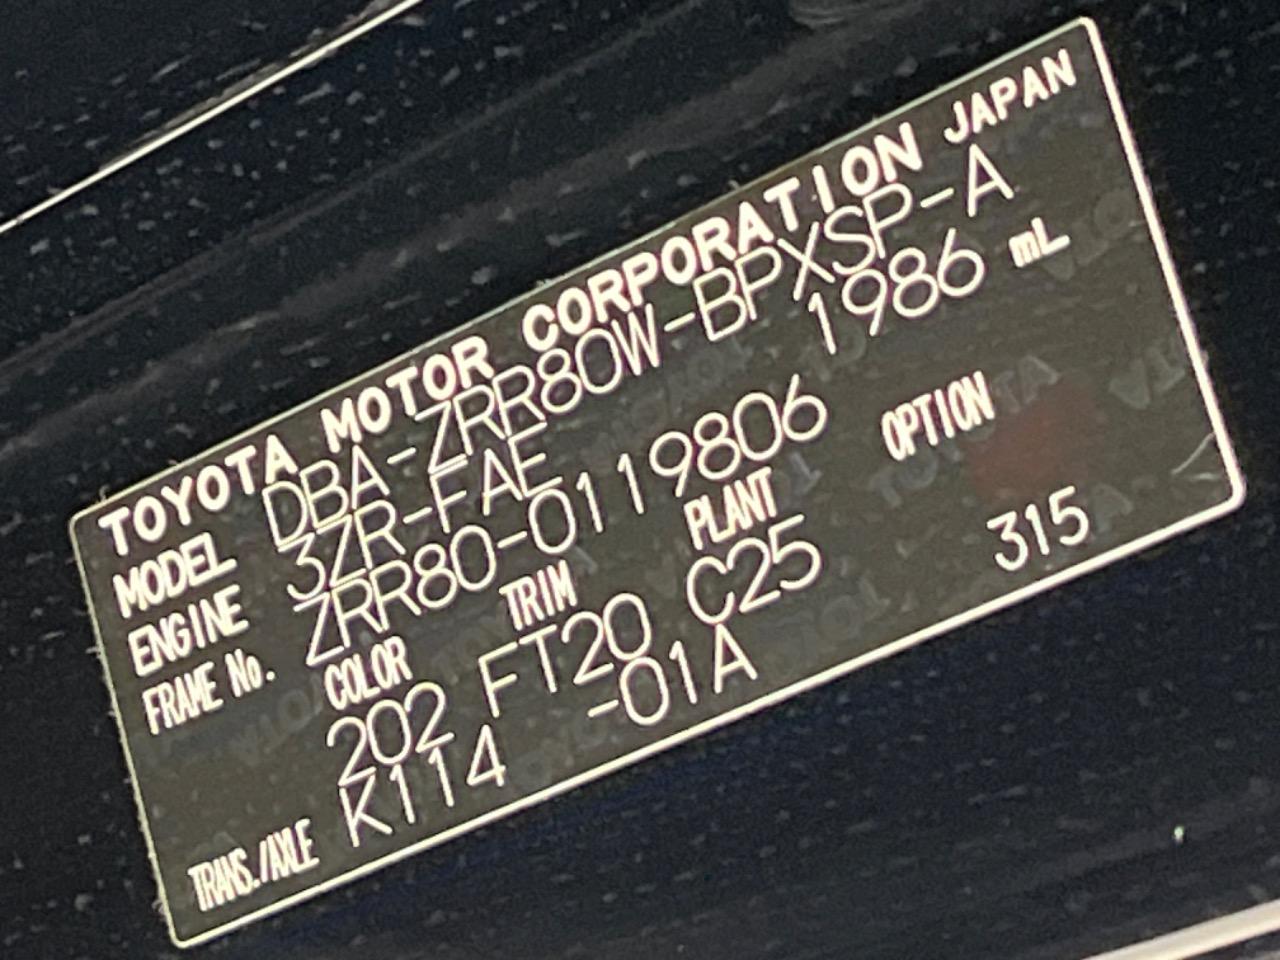 TOYOTA MOTOR CORPORATION JAPAN
MODEL DBA-ZRR80W-BPXSP-A
ENGINE 3ZR-FAE 1986 mL
FRAME No. ZRR80-0119806
COLOR TRIM PLANT OPTION
202 FT20 C25 315
TRANS./AXLE K114 -01A